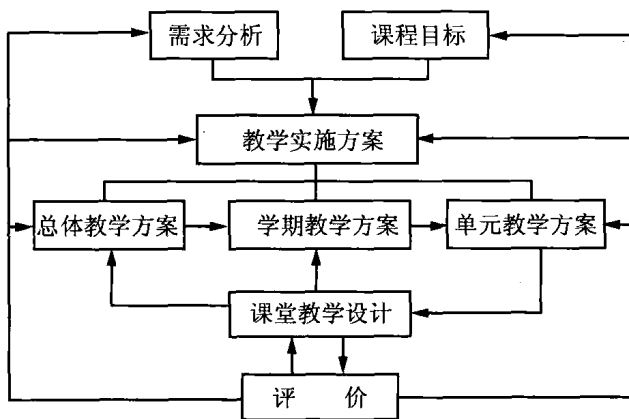 需求分析
课程目标
教学实施方案
总体教学方案
学期教学方案
单元教学方案
课堂教学设计
评 价